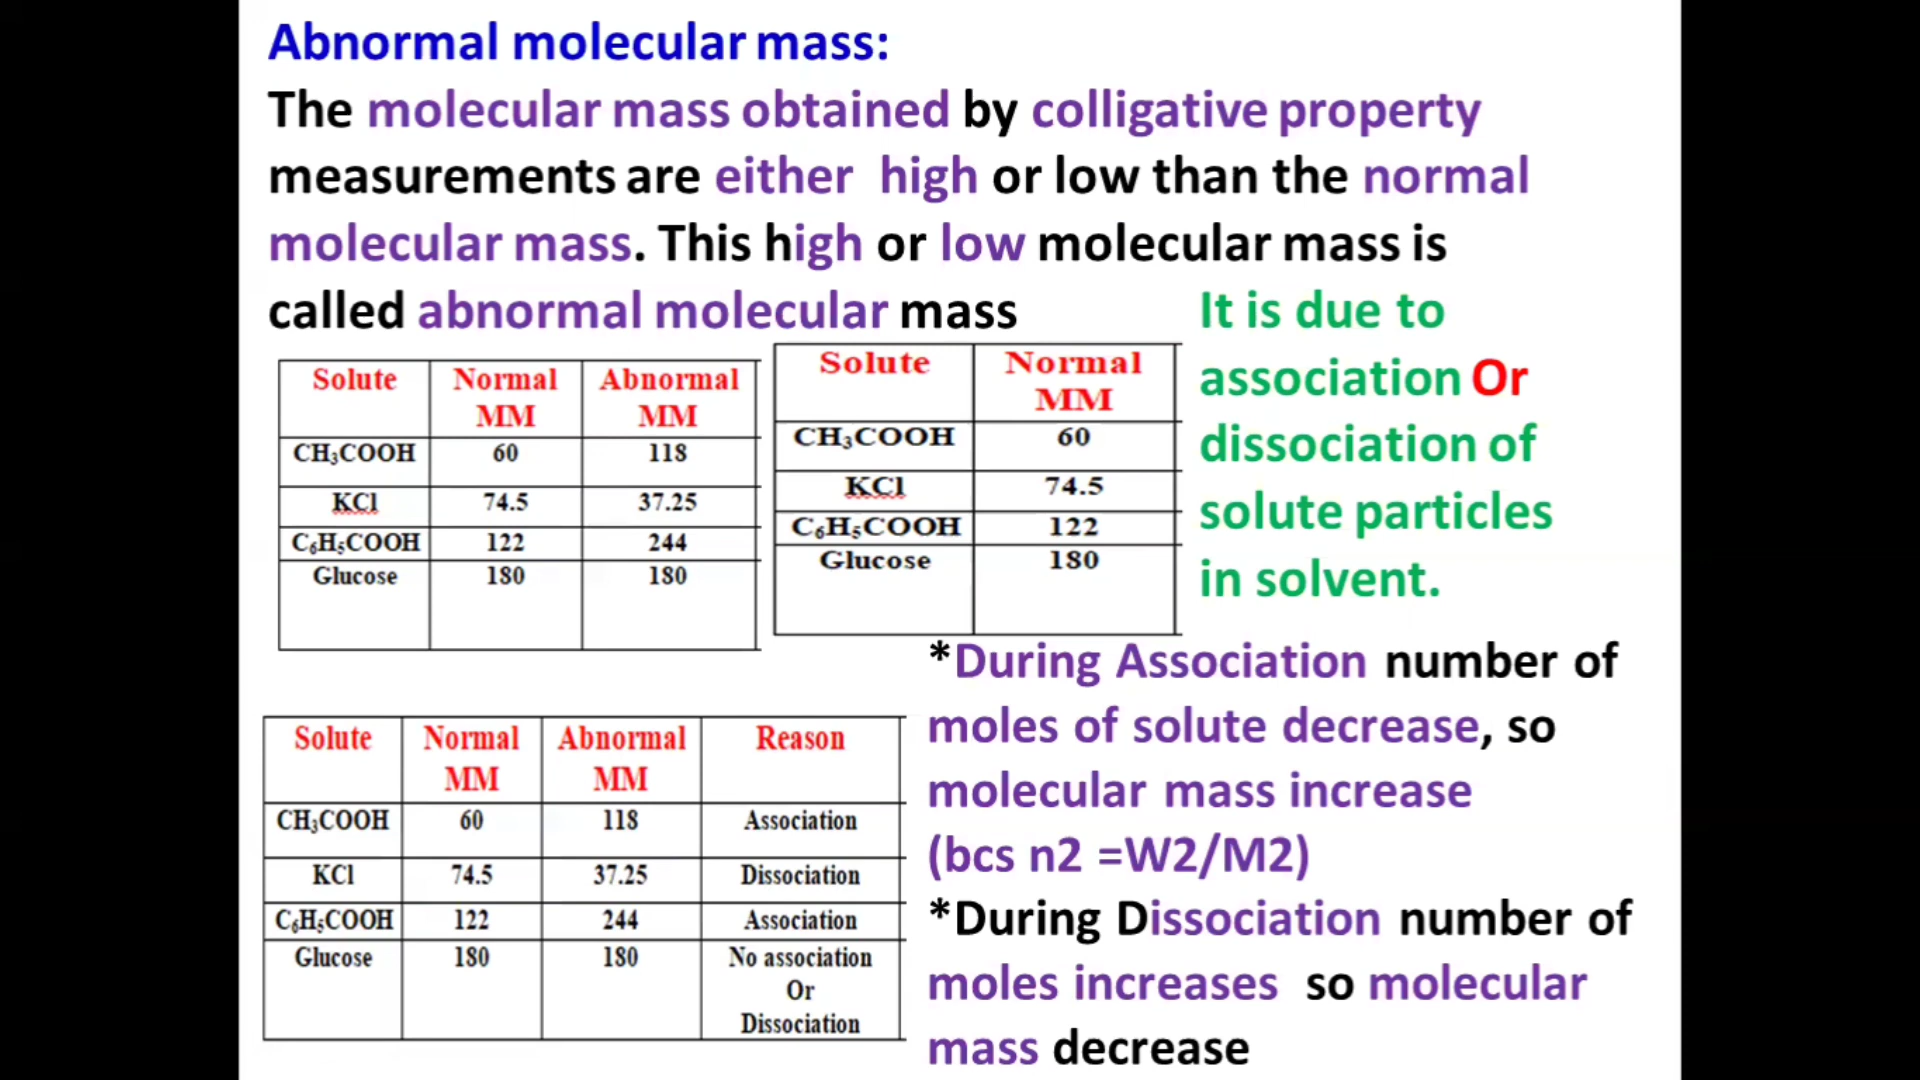 Abnormal molecular mass:
The molecular mass obtained by colligative property
measurements are either high or low than the normal
molecular mass. This high or low molecular mass is
called abnormal molecular mass
It is due to
association Or
dissociation of
solute particles
in solvent.
Solute Normal MM Abnormal MM
CH₃COOH 60 118
KCl 74.5 37.25
C₆H₅COOH 122 244
Glucose 180 180
Solute Normal MM
CH₃COOH 60
KCl 74.5
C₆H₅COOH 122
Glucose 180
*During Association number of
moles of solute decrease, so
molecular mass increase
(bcs n2 =W2/M2)
*During Dissociation number of
moles increases so molecular
mass decrease
Solute Normal MM Abnormal MM Reason
CH₃COOH 60 118 Association
KCl 74.5 37.25 Dissociation
C₆H₅COOH 122 244 Association
Glucose 180 180 No association
Or
Dissociation